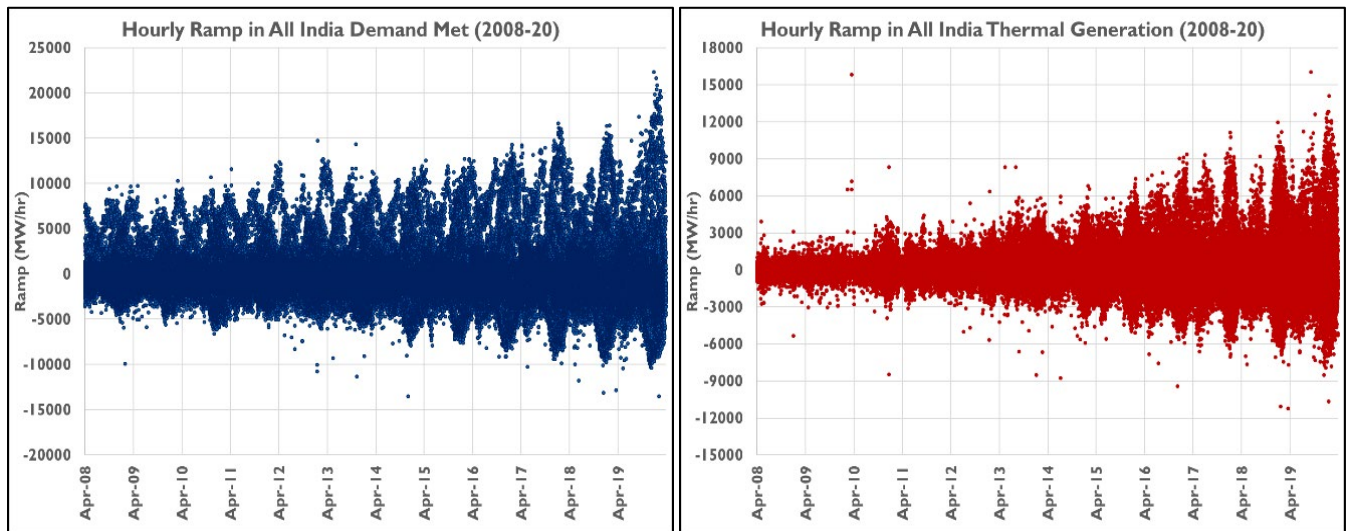 Hourly Ramp in All India Demand Met (2008-20)
Ramp (MW/hr)
25000
20000
15000
10000
5000
0
-5000
-10000
-15000
-20000
Apr-08
Apr-09
Apr-10
Apr-11
Apr-12
Apr-13
Apr-14
Apr-15
Apr-16
Apr-17
Apr-18
Apr-19
Hourly Ramp in All India Thermal Generation (2008-20)
Ramp (MW/hr)
18000
15000
12000
9000
6000
3000
0
-3000
-6000
-9000
-12000
-15000
Apr-08
Apr-09
Apr-10
Apr-11
Apr-12
Apr-13
Apr-14
Apr-15
Apr-16
Apr-17
Apr-18
Apr-19